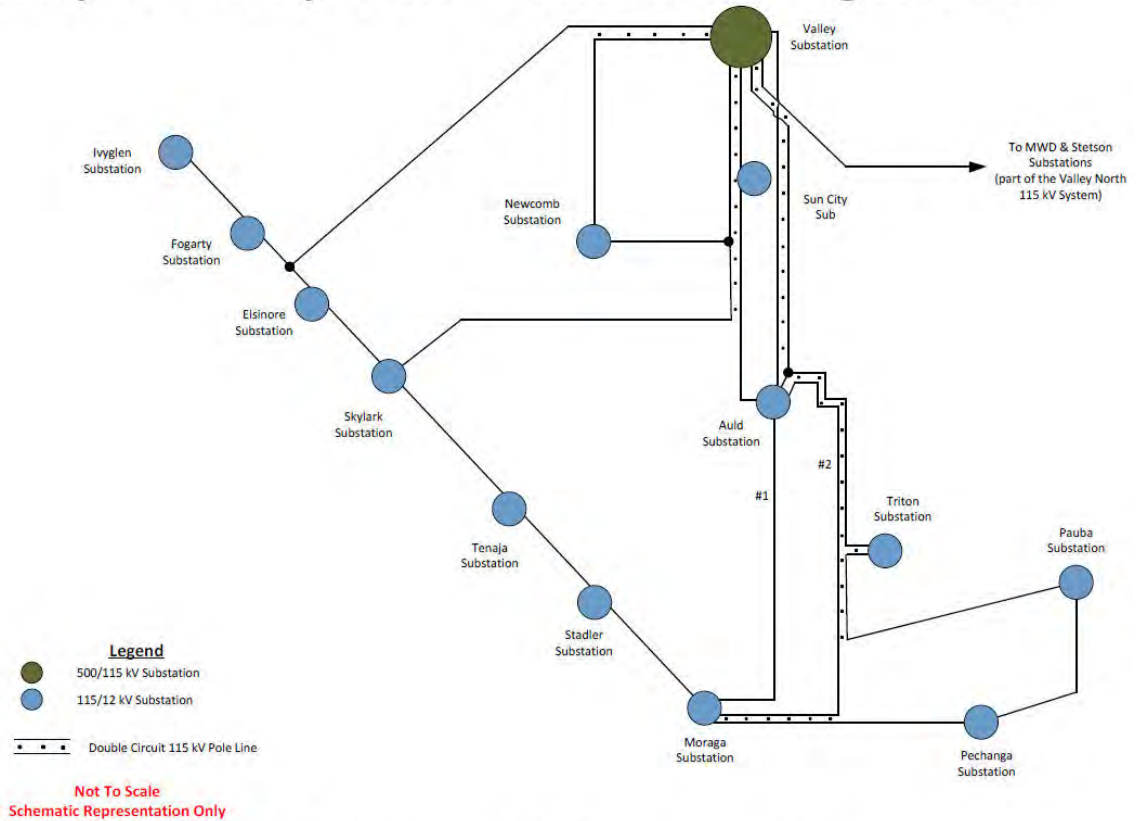 Valley
Substation
Ivyglen
Substation
To MWD & Stetson
Substations
(part of the Valley North
115 kV System)
Newcomb
Substation
Sun City
Sub
Fogarty
Substation
Elsinore
Substation
Skylark
Substation
Auld
Substation
#2
#1
Triton
Substation
Pauba
Substation
Tenaja
Substation
Stadler
Substation
Moraga
Substation
Pechanga
Substation
Legend
500/115 kV Substation
115/12 kV Substation
Double Circuit 115 kV Pole Line
Not To Scale
Schematic Representation Only